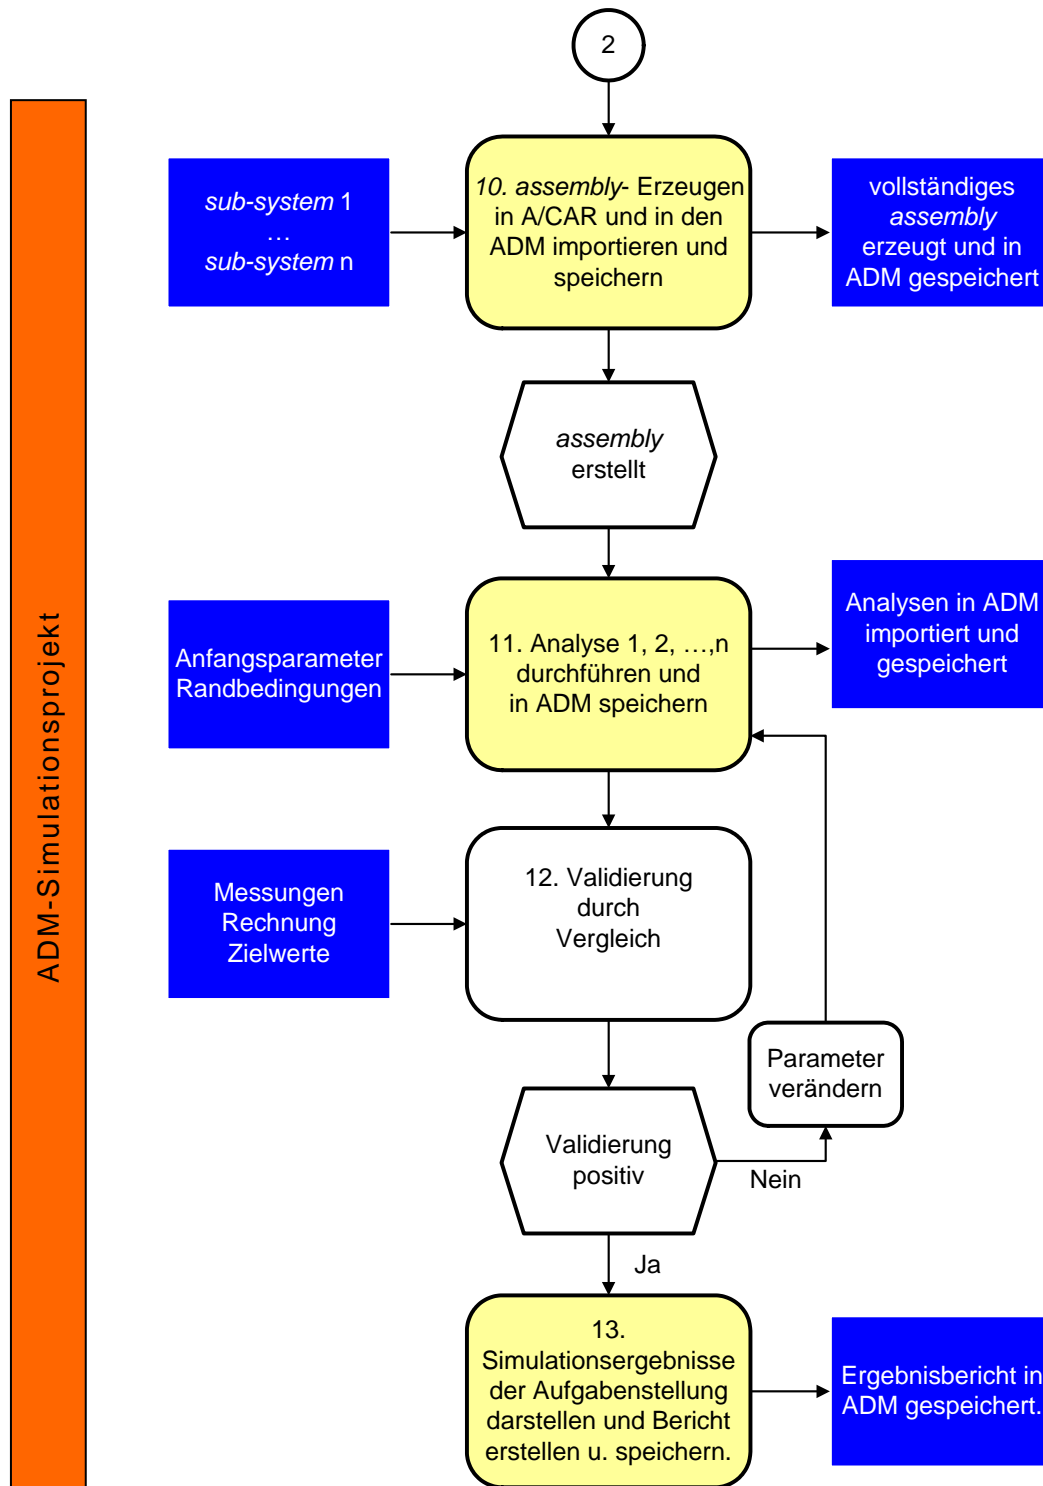 2
ADM-Simulationsprojekt
sub-system 1
...
sub-system n
10. assembly- Erzeugen
in A/CAR und in den
ADM importieren und
speichern
vollständiges
assembly
erzeugt und in
ADM gespeichert
assembly
erstellt
Anfangsparameter
Randbedingungen
11. Analyse 1, 2, …,n
durchführen und
in ADM speichern
Analysen in ADM
importiert und
gespeichert
Messungen
Rechnung
Zielwerte
12. Validierung
durch
Vergleich
Parameter
verändern
Validierung
positiv
Nein
Ja
13.
Simulationsergebnisse
der Aufgabenstellung
darstellen und Bericht
erstellen u. speichern.
Ergebnisbericht in
ADM gespeichert.